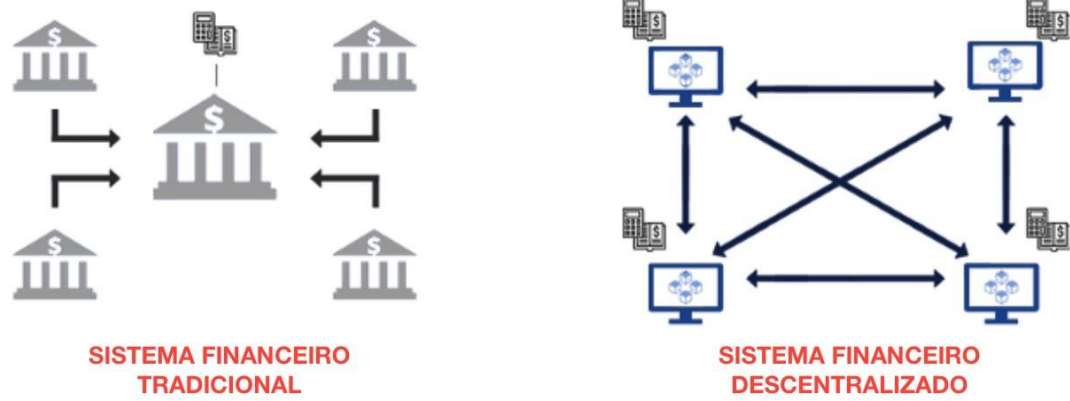 $
$
$
$
$
$
$
$
$
$
SISTEMA FINANCEIRO
TRADICIONAL
SISTEMA FINANCEIRO
DESCENTRALIZADO